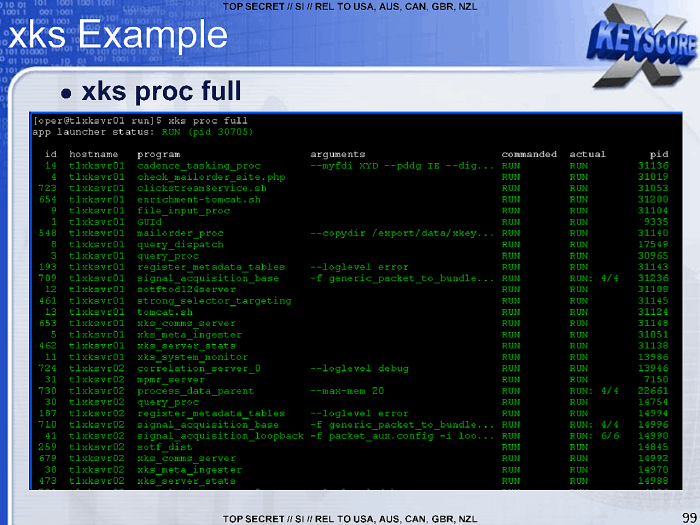 TOP SECRET // SI // REL TO USA, AUS, CAN, GBR, NZL
xks Example
X KEYSCORE
• xks proc full
[oper@tlxksvr01 run]$ xks proc full
app launcher status: RUN (pid 30705)
id hostname program arguments commanded actual pid
14 tlxksvr01 cadence_tasking_proc --myfdi XYD --pddg IE --dig... RUN RUN 31136
4 tlxksvr01 check_mailorder_site.php RUN RUN 31019
723 tlxksvr01 clickstreamService.sh RUN RUN 31053
654 tlxksvr01 enrichment-tomcat.sh RUN RUN 31200
9 tlxksvr01 file_input_proc RUN RUN 31104
1 tlxksvr01 GUId RUN RUN 9335
548 tlxksvr01 mailorder_proc --copydir /export/data/xkey... RUN RUN 31140
8 tlxksvr01 query_dispatch RUN RUN 17549
3 tlxksvr01 query_proc RUN RUN 30965
193 tlxksvr01 register_metadata_tables --loglevel error RUN RUN 31143
709 tlxksvr01 signal_acquisition_base -f generic_packet_to_bundle... RUN RUN: 4/4 31236
12 tlxksvr01 RUN RUN 31108
461 tlxksvr01 strong_selector_targeting RUN RUN 31145
13 tlxksvr01 tomcat.sh RUN RUN 31124
653 tlxksvr01 xks_comms_server RUN RUN 31148
5 tlxksvr01 xks_meta_ingester RUN RUN 31051
462 tlxksvr01 xks_server_stats RUN RUN 31138
11 tlxksvr01 xks_system_monitor RUN RUN 13986
724 tlxksvr02 correlation_server_0 --loglevel debug RUN RUN 13946
31 tlxksvr02 mpmr_server RUN RUN 7150
730 tlxksvr02 process_data_parent --max-mem 20 RUN RUN: 4/4 22661
30 tlxksvr02 query_proc RUN RUN 14754
187 tlxksvr02 register_metadata_tables --loglevel error RUN RUN 14994
710 tlxksvr02 signal_acquisition_base -f generic_packet_to_bundle... RUN RUN: 4/4 14996
41 tlxksvr02 signal_acquisition_loopback -f packet_aux.config -i loo... RUN RUN: 6/6 14990
259 tlxksvr02 sotf_dist RUN RUN 14845
679 tlxksvr02 xks_comms_server RUN RUN 14992
38 tlxksvr02 xks_meta_ingester RUN RUN 14970
473 tlxksvr02 xks_server_stats RUN RUN 14988
TOP SECRET // SI // REL TO USA, AUS, CAN, GBR, NZL
99